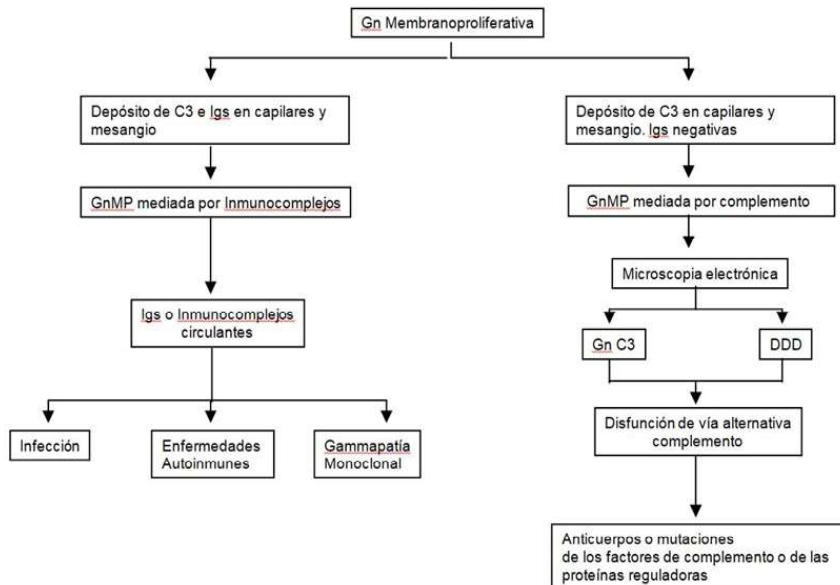 Gn Membranoproliferativa
Depósito de C3 e Igs en capilares y
mesangio
Depósito de C3 en capilares y
mesangio. Igs negativas
GnMP mediada por Inmunocomplejos
GnMP mediada por complemento
Microscopia electrónica
Igs o Inmunocomplejos
circulantes
Gn C3
DDD
Infección
Enfermedades
Autoinmunes
Gammapatía
Monoclonal
Disfunción de vía alternativa
complemento
Anticuerpos o mutaciones
de los factores de complemento o de las
proteínas reguladoras